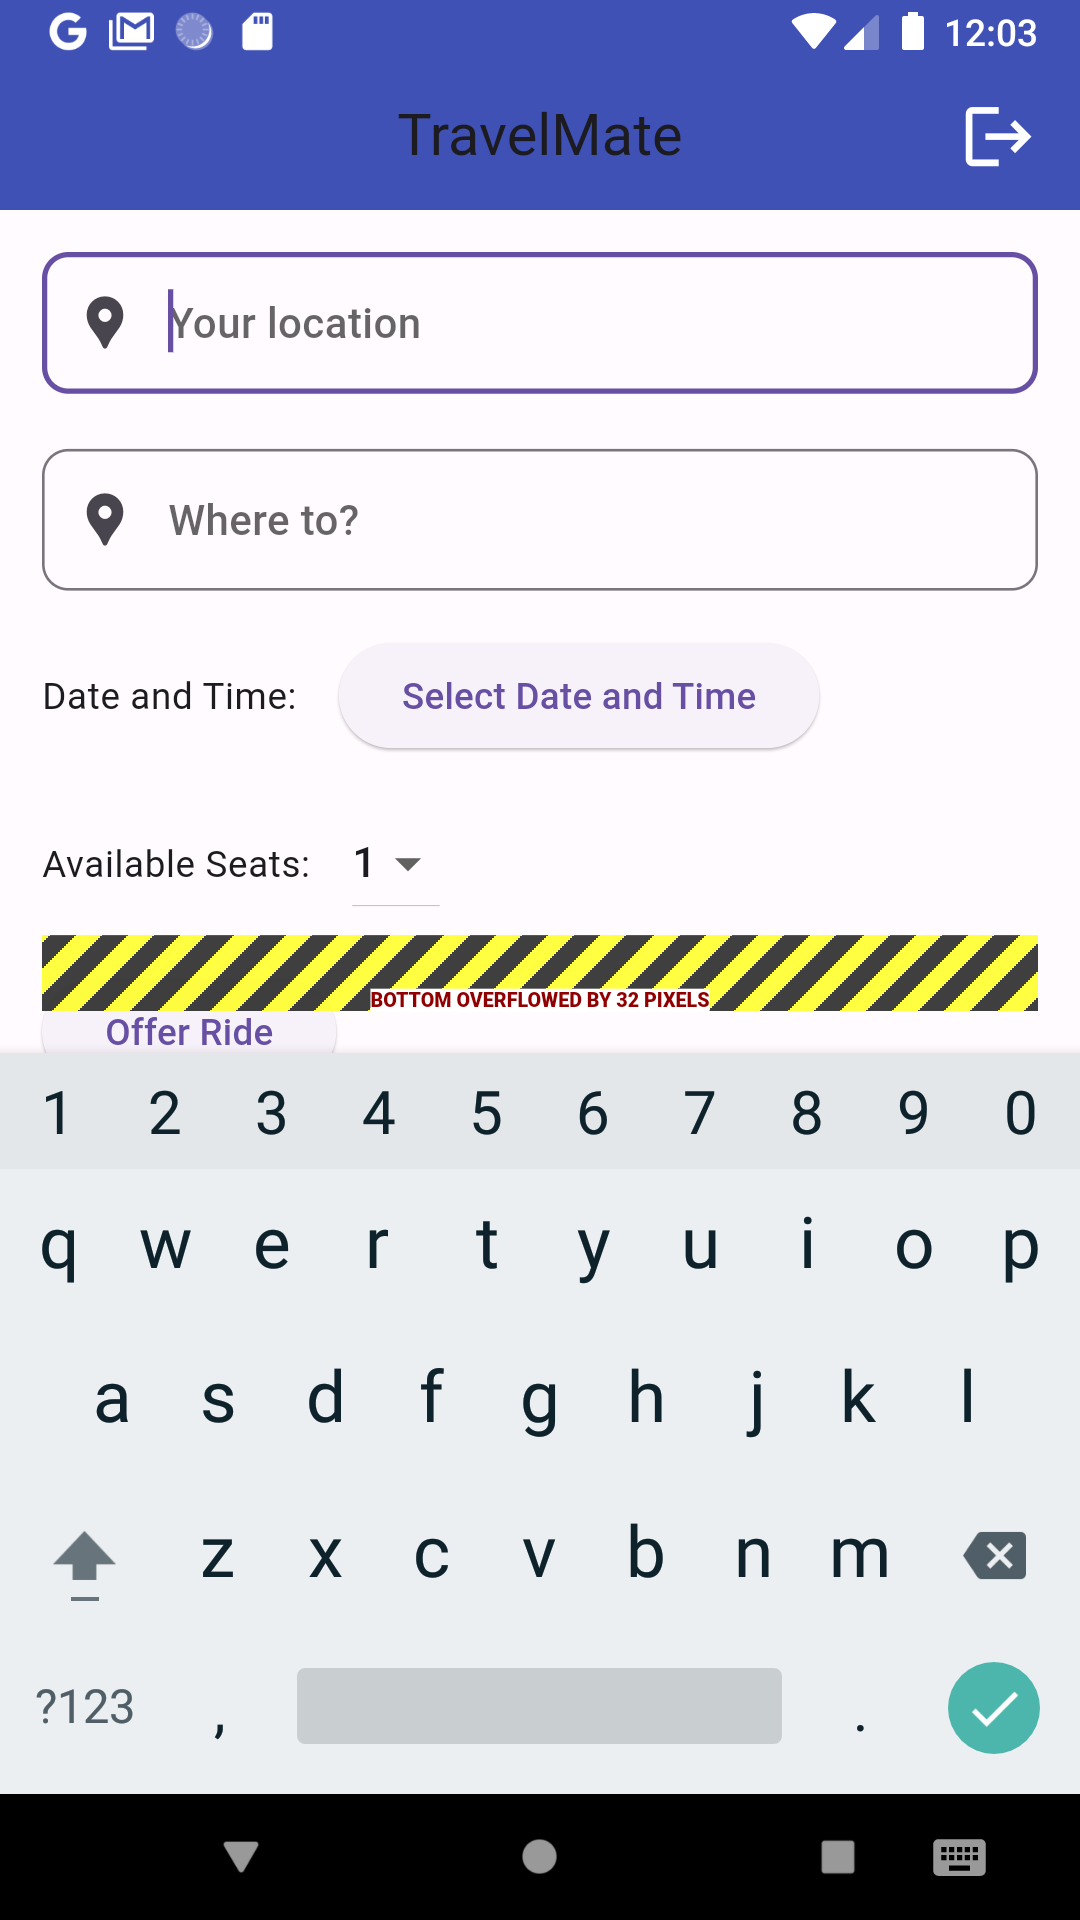 12:03
TravelMate
Your location
Where to?
Date and Time: Select Date and Time
Available Seats: 1
BOTTOM OVERFLOWED BY 32 PIXELS
Offer Ride
1 2 3 4 5 6 7 8 9 0
q w e r t y u i o p
a s d f g h j k l
z x c v b n m
?123 , .